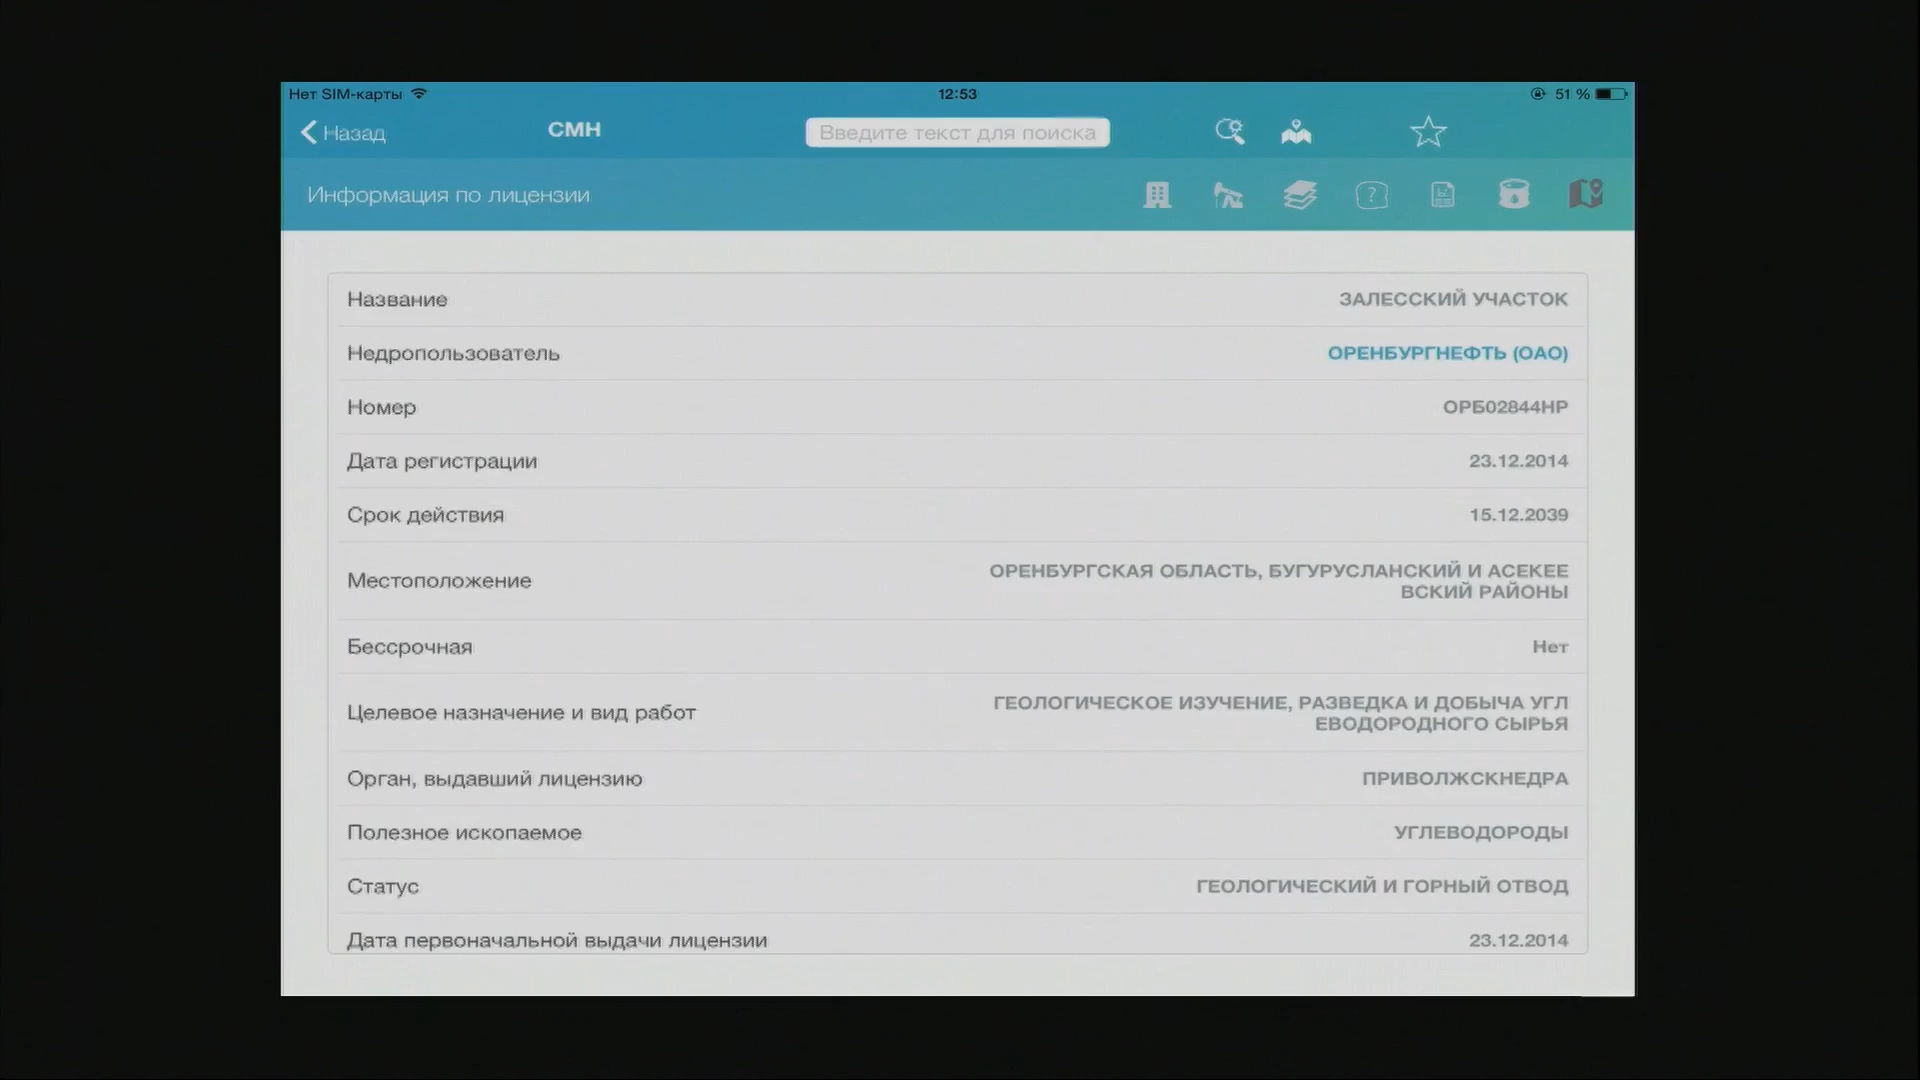 Нет SIM-карты
12:53
51 %
Назад
СМН
Введите текст для поиска
Информация по лицензии
Название
ЗАЛЕССКИЙ УЧАСТОК
Недропользователь
ОРЕНБУРГНЕФТЬ (ОАО)
Номер
ОРБ02844НР
Дата регистрации
23.12.2014
Срок действия
15.12.2039
Местоположение
ОРЕНБУРГСКАЯ ОБЛАСТЬ, БУГУРУСЛАНСКИЙ И АСЕКЕЕ
ВСКИЙ РАЙОНЫ
Бессрочная
Нет
Целевое назначение и вид работ
ГЕОЛОГИЧЕСКОЕ ИЗУЧЕНИЕ, РАЗВЕДКА И ДОБЫЧА УГЛ
ЕВОДОРОДНОГО СЫРЬЯ
Орган, выдавший лицензию
ПРИВОЛЖСКНЕДРА
Полезное ископаемое
УГЛЕВОДОРОДЫ
Статус
ГЕОЛОГИЧЕСКИЙ И ГОРНЫЙ ОТВОД
Дата первоначальной выдачи лицензии
23.12.2014